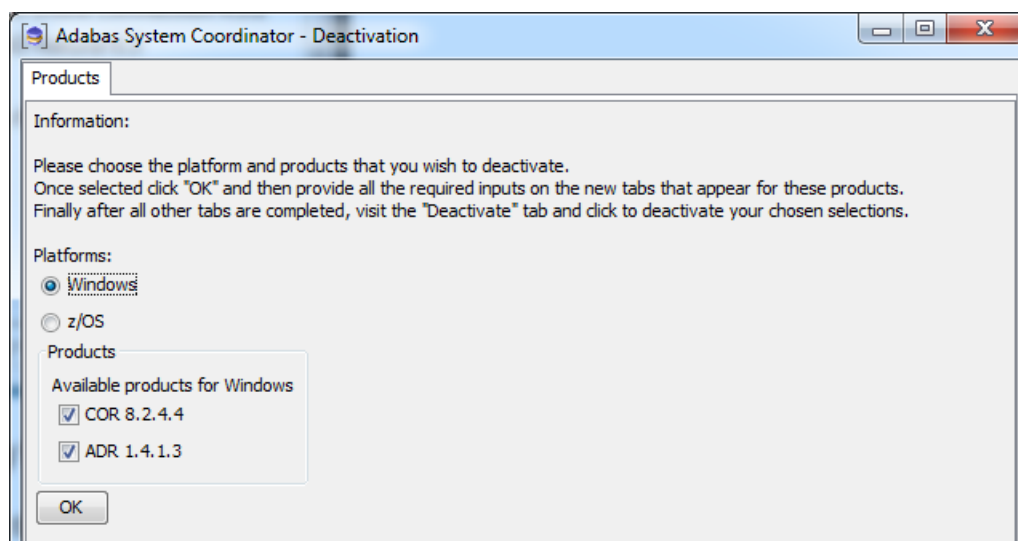 Adabas System Coordinator - Deactivation
Products
Information:
Please choose the platform and products that you wish to deactivate.
Once selected click "OK" and then provide all the required inputs on the new tabs that appear for these products.
Finally after all other tabs are completed, visit the "Deactivate" tab and click to deactivate your chosen selections.
Platforms:
Windows
z/OS
Products
Available products for Windows
COR 8.2.4.4
ADR 1.4.1.3
OK